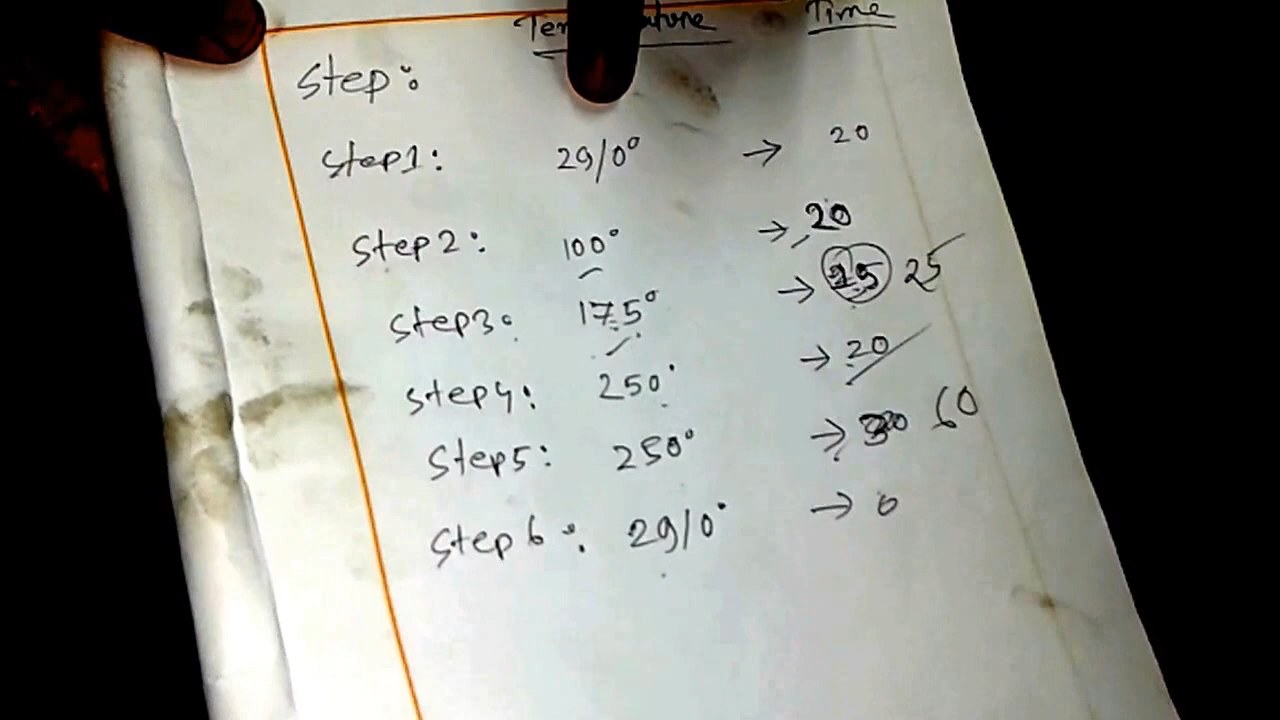 Time
Step:
Step1: 29/0° → 20
Step2: 100° → 20
Step3: 175° → 25 25
Step4: 250° → 20
Step5: 250° → 60
Step6: 29/0° → 0